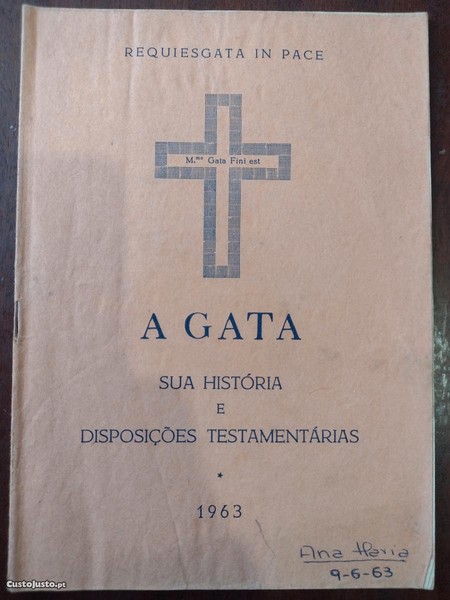 REQUIESGATA IN PACE
M.me Gata Fini est
A GATA
SUA HISTÓRIA
E
DISPOSIÇÕES TESTAMENTÁRIAS
*
1963
Ana Maria
9-6-63
CustoJusto.pt